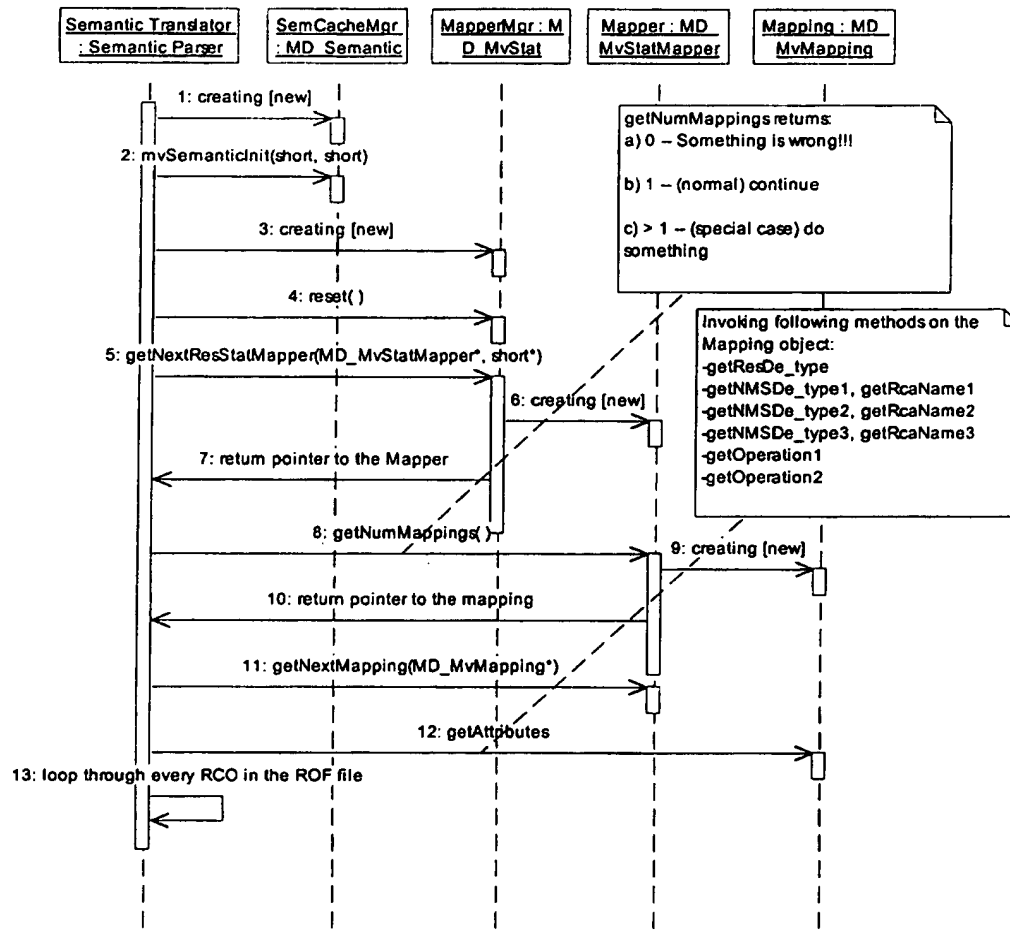 Semantic Translator
: Semantic Parser
SemCacheMgr
: MD_Semantic
MapperMgr : M
D_MvStat
Mapper : MD_
MvStatMapper
Mapping : MD_
MvMapping
1: creating [new]
2: mvSemanticInit(short, short)
3: creating [new]
4: reset( )
5: getNextResStatMapper(MD_MvStatMapper*, short*)
6: creating [new]
7: return pointer to the Mapper
8: getNumMappings( )
9: creating [new]
10: return pointer to the mapping
11: getNextMapping(MD_MvMapping*)
12: getAttributes
13: loop through every RCO in the ROF file
getNumMappings returns:
a) 0 – Something is wrong!!!
b) 1 – (normal) continue
c) > 1 – (special case) do
something
Invoking following methods on the
Mapping object:
-getResDe_type
-getNMSDe_type1, getRcaName1
-getNMSDe_type2, getRcaName2
-getNMSDe_type3, getRcaName3
-getOperation1
-getOperation2